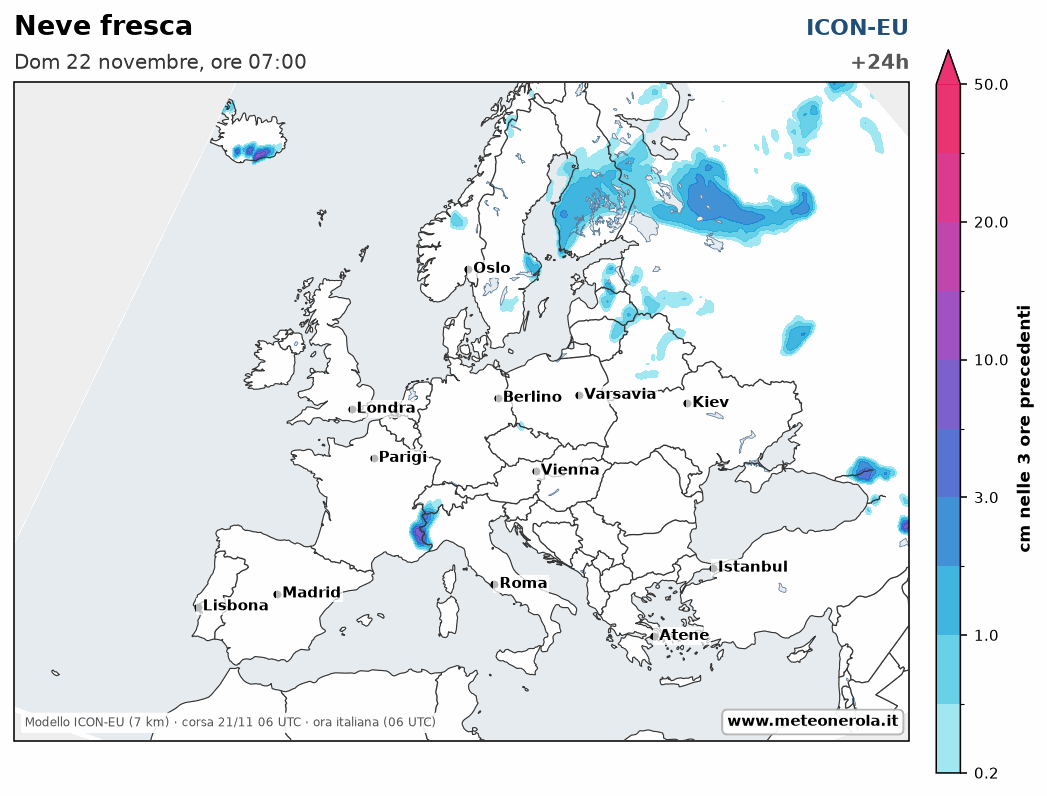 Neve fresca
ICON-EU
Dom 22 novembre, ore 07:00
+24h
50.0
20.0
10.0
3.0
1.0
0.2
cm nelle 3 ore precedenti
Oslo
Londra
Berlino
Varsavia
Kiev
Parigi
Vienna
Istanbul
Roma
Madrid
Lisbona
Atene
Modello ICON-EU (7 km) · corsa 21/11 06 UTC · ora italiana (06 UTC)
www.meteonerola.it